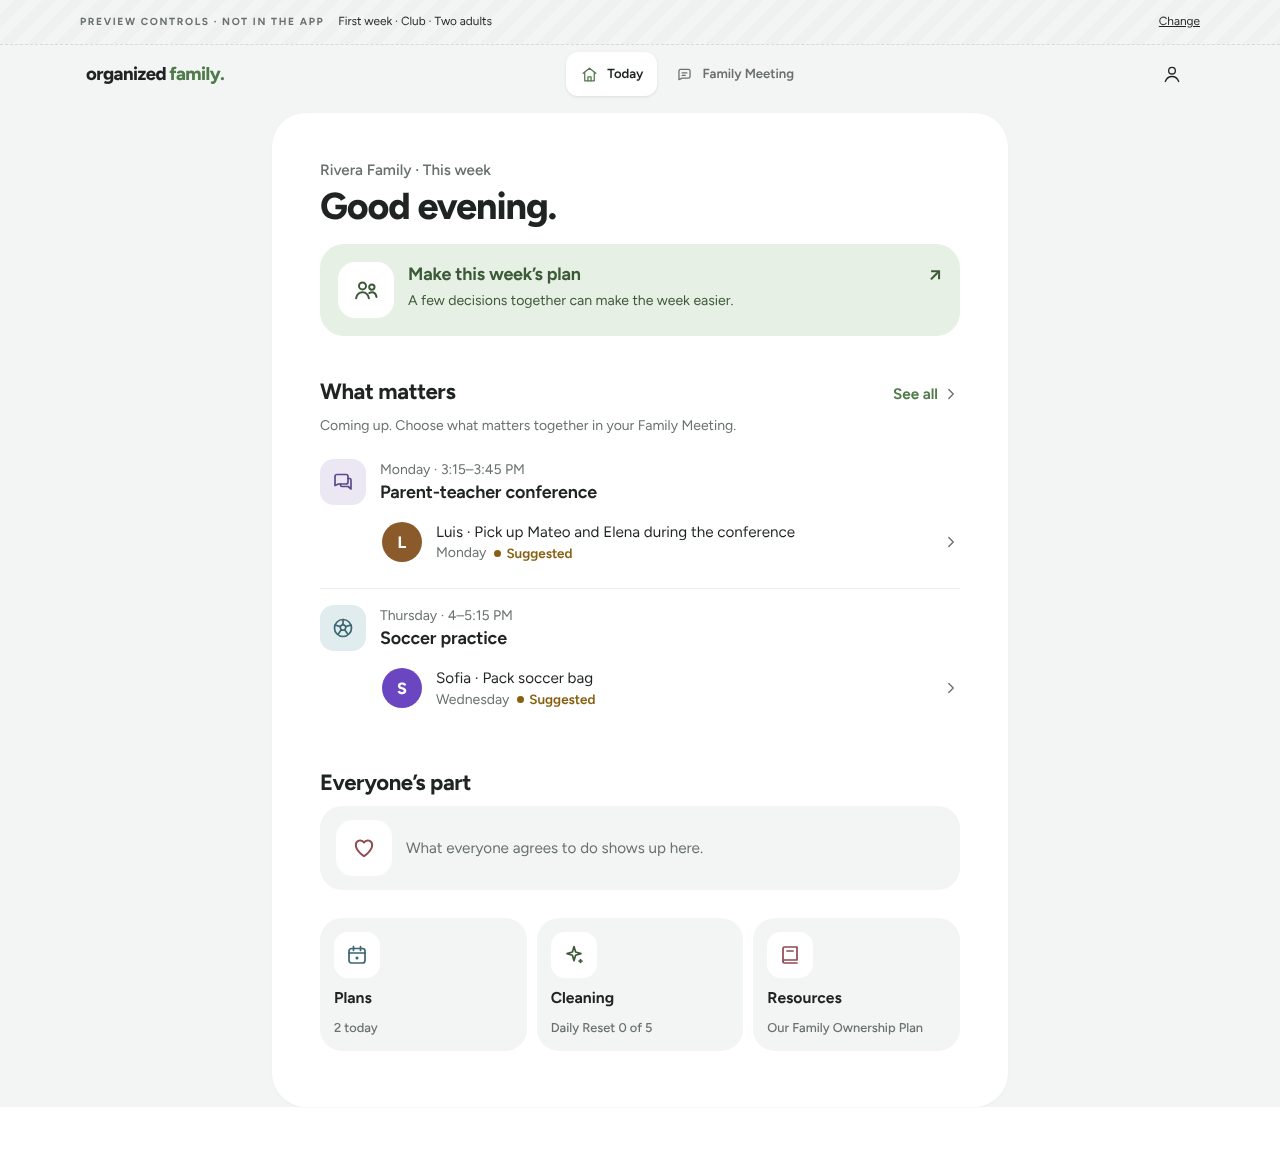 PREVIEW CONTROLS · NOT IN THE APP First week · Club · Two adults Change
organized family. Today Family Meeting
Rivera Family · This week
Good evening.
Make this week’s plan
A few decisions together can make the week easier.
What matters See all
Coming up. Choose what matters together in your Family Meeting.
Monday · 3:15–3:45 PM
Parent-teacher conference
L Luis · Pick up Mateo and Elena during the conference
Monday Suggested
Thursday · 4–5:15 PM
Soccer practice
S Sofia · Pack soccer bag
Wednesday Suggested
Everyone’s part
What everyone agrees to do shows up here.
Plans
2 today
Cleaning
Daily Reset 0 of 5
Resources
Our Family Ownership Plan